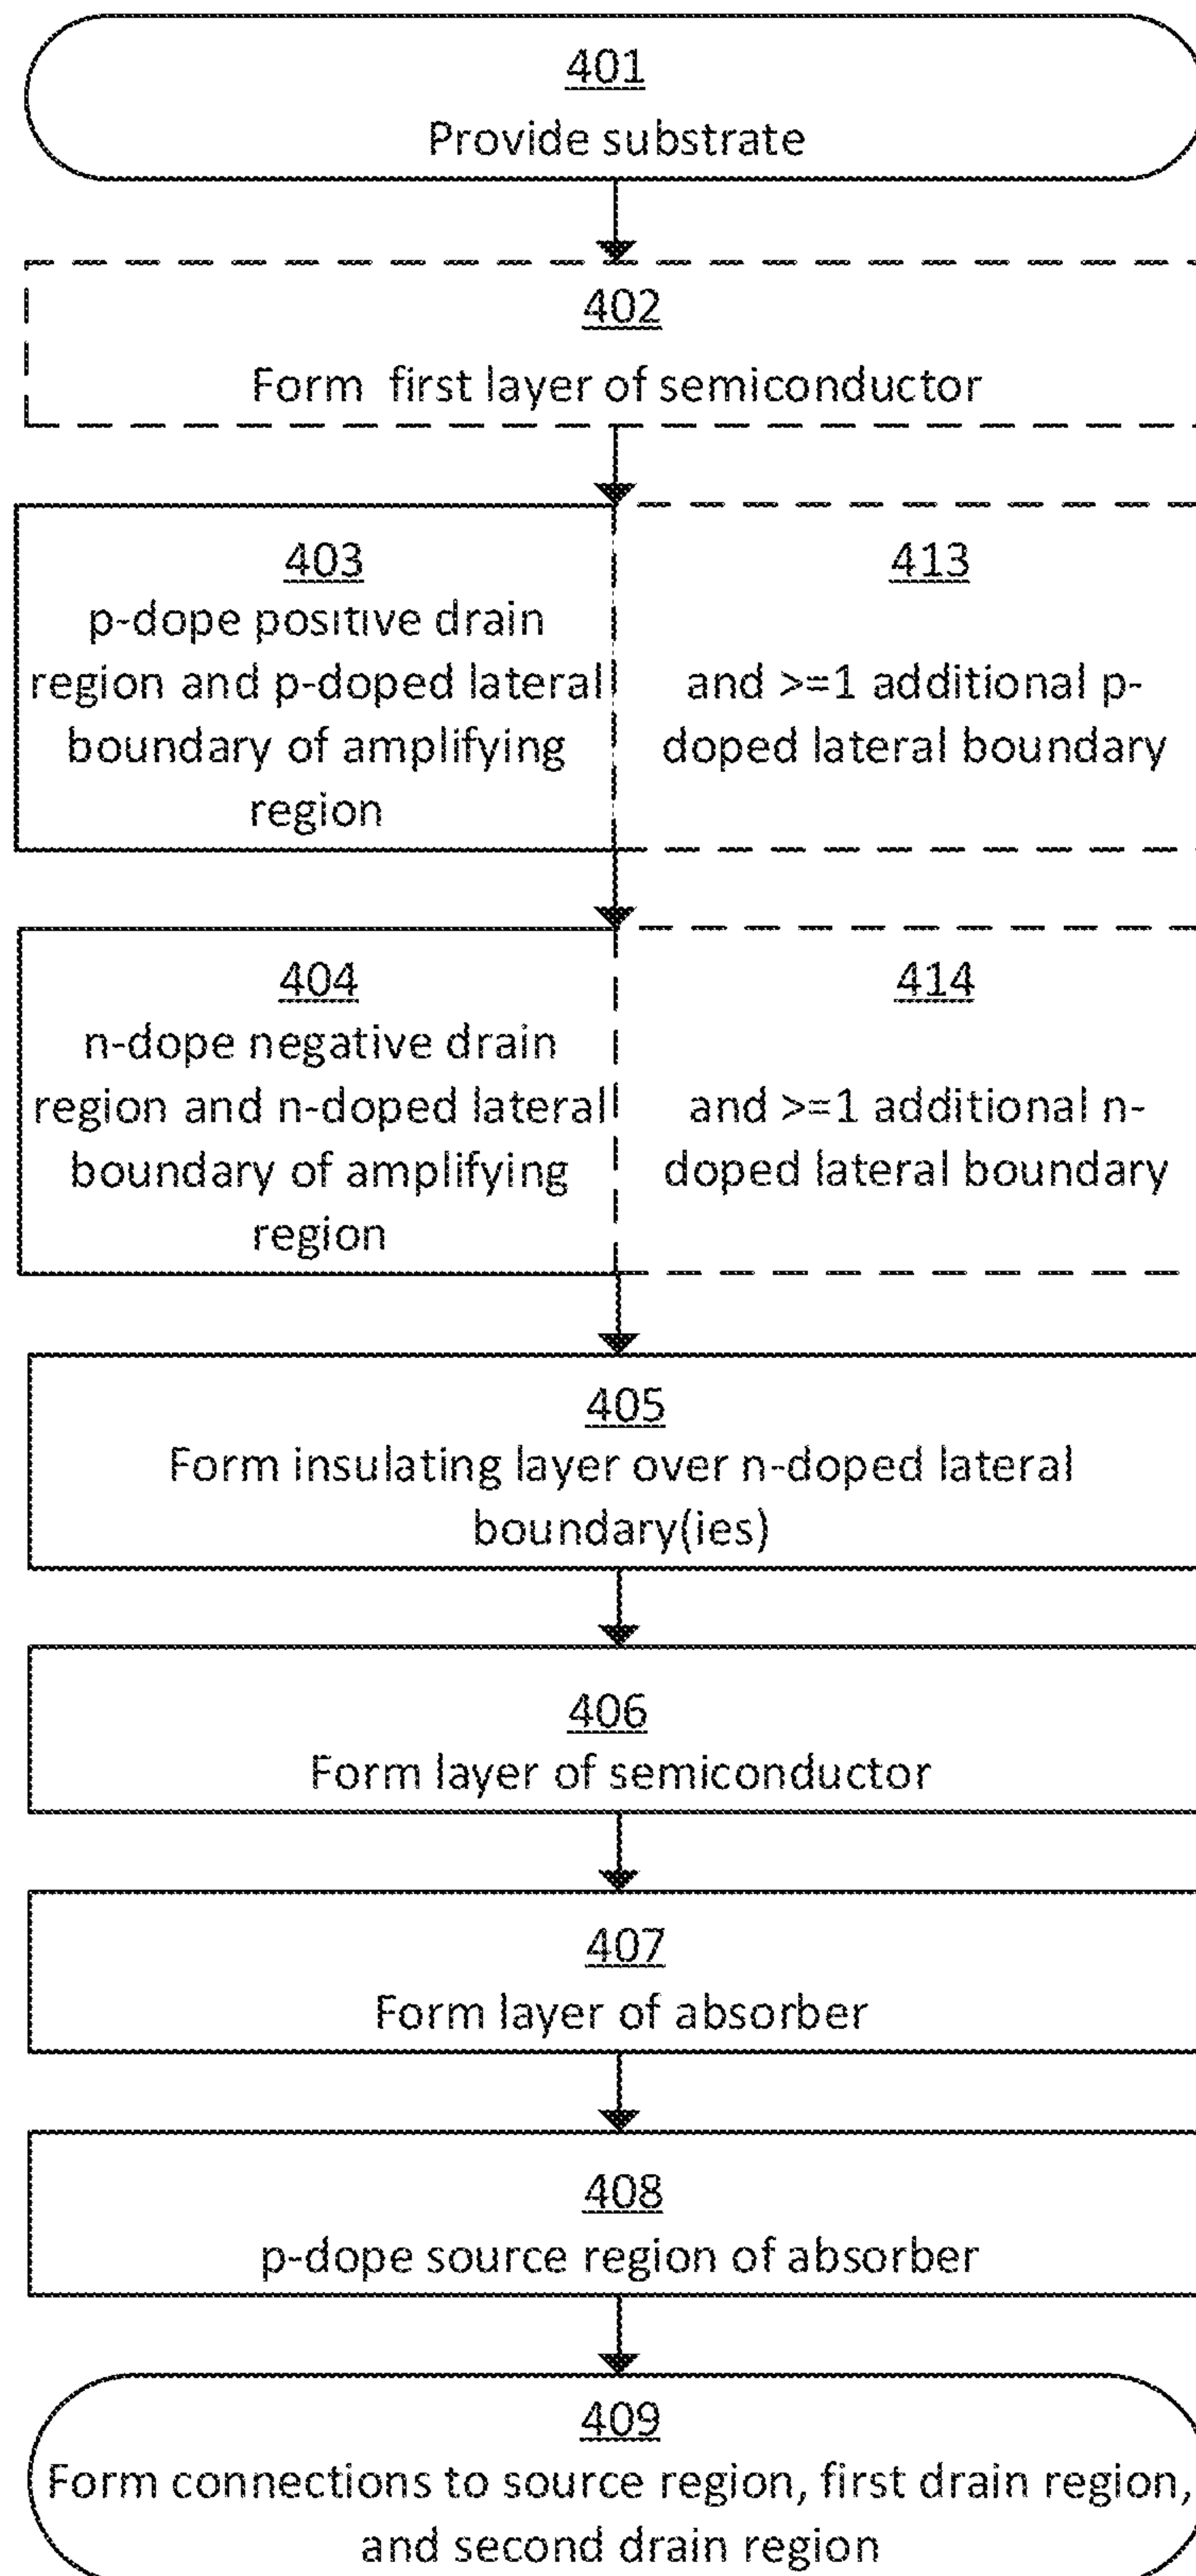 401
Provide substrate
402
Form first layer of semiconductor
403
p-dope positive drain
region and p-doped lateral
boundary of amplifying
region
413
and >=1 additional p-
doped lateral boundary
404
n-dope negative drain
region and n-doped lateral
boundary of amplifying
region
414
and >=1 additional n-
doped lateral boundary
405
Form insulating layer over n-doped lateral
boundary(ies)
406
Form layer of semiconductor
407
Form layer of absorber
408
p-dope source region of absorber
409
Form connections to source region, first drain region,
and second drain region